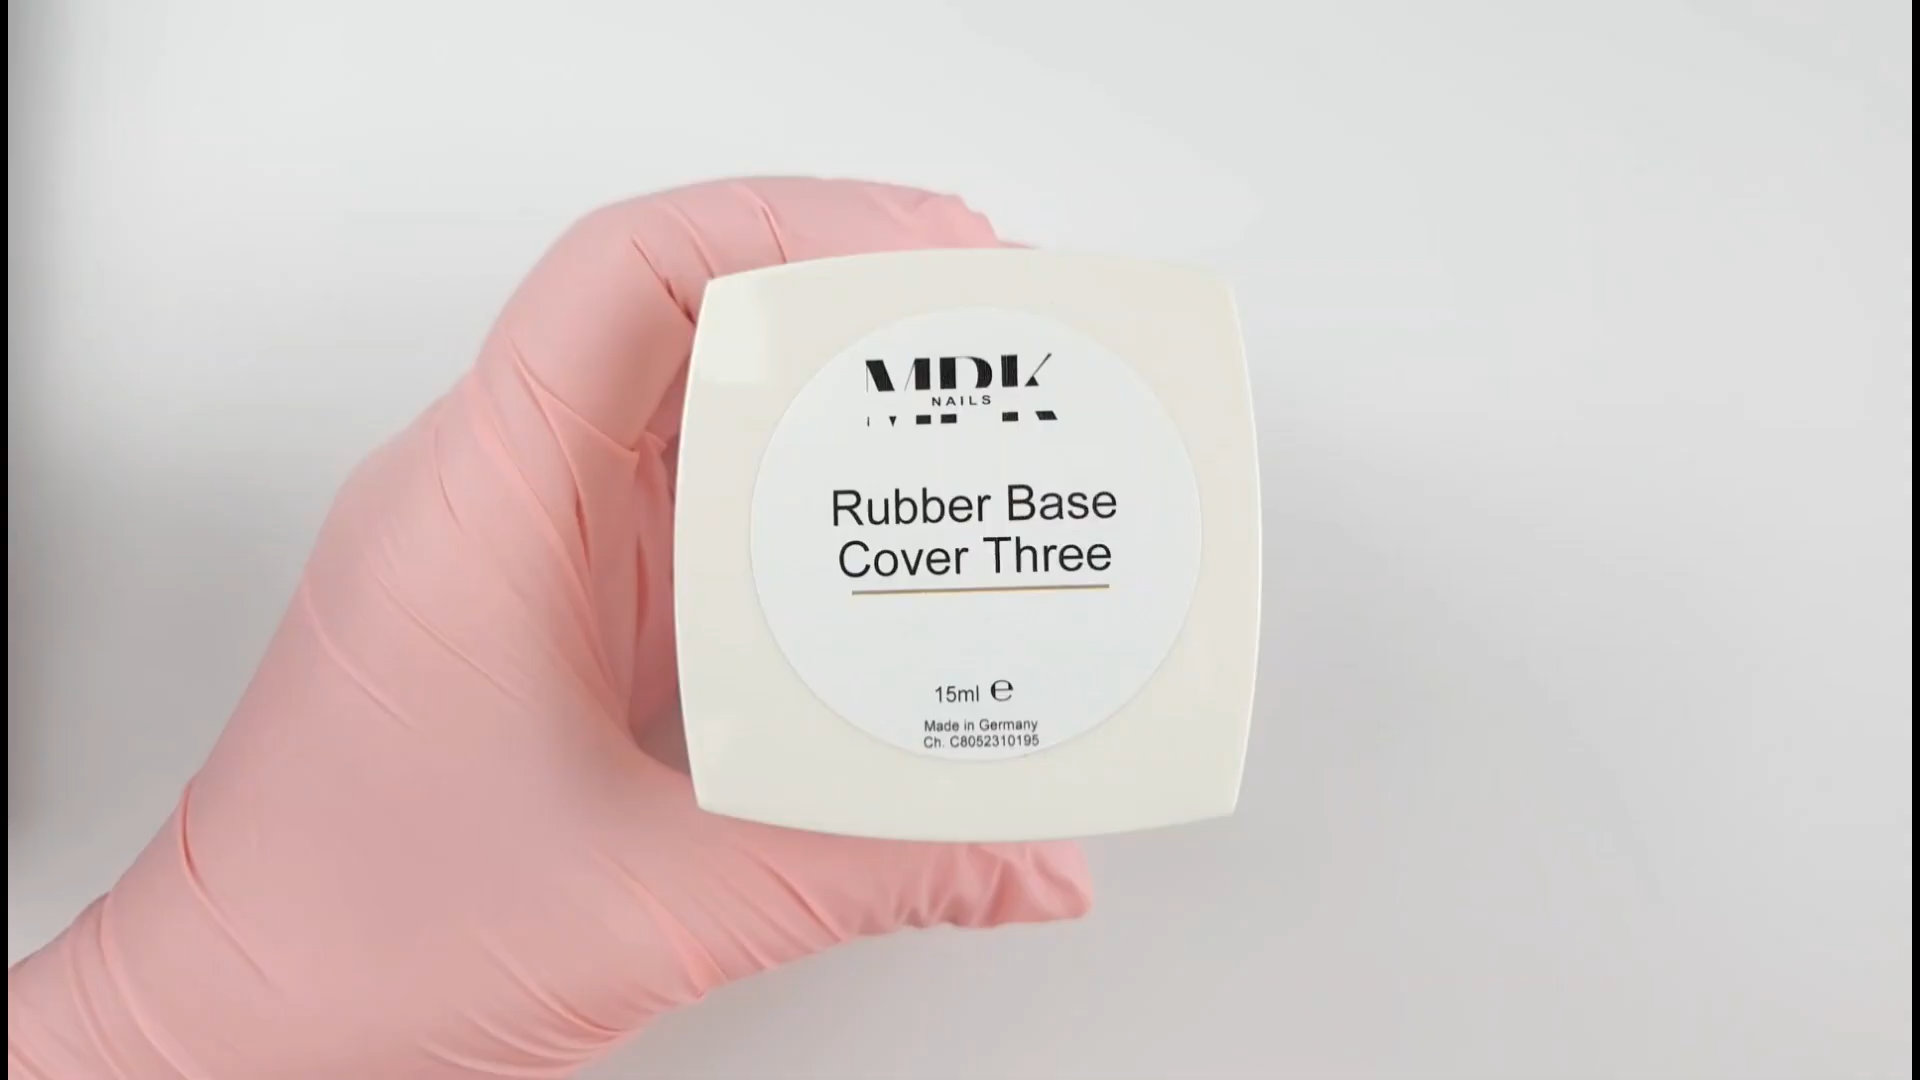 MDK
NAILS
Rubber Base
Cover Three
15ml ℮
Made in Germany
Ch. C8052310195